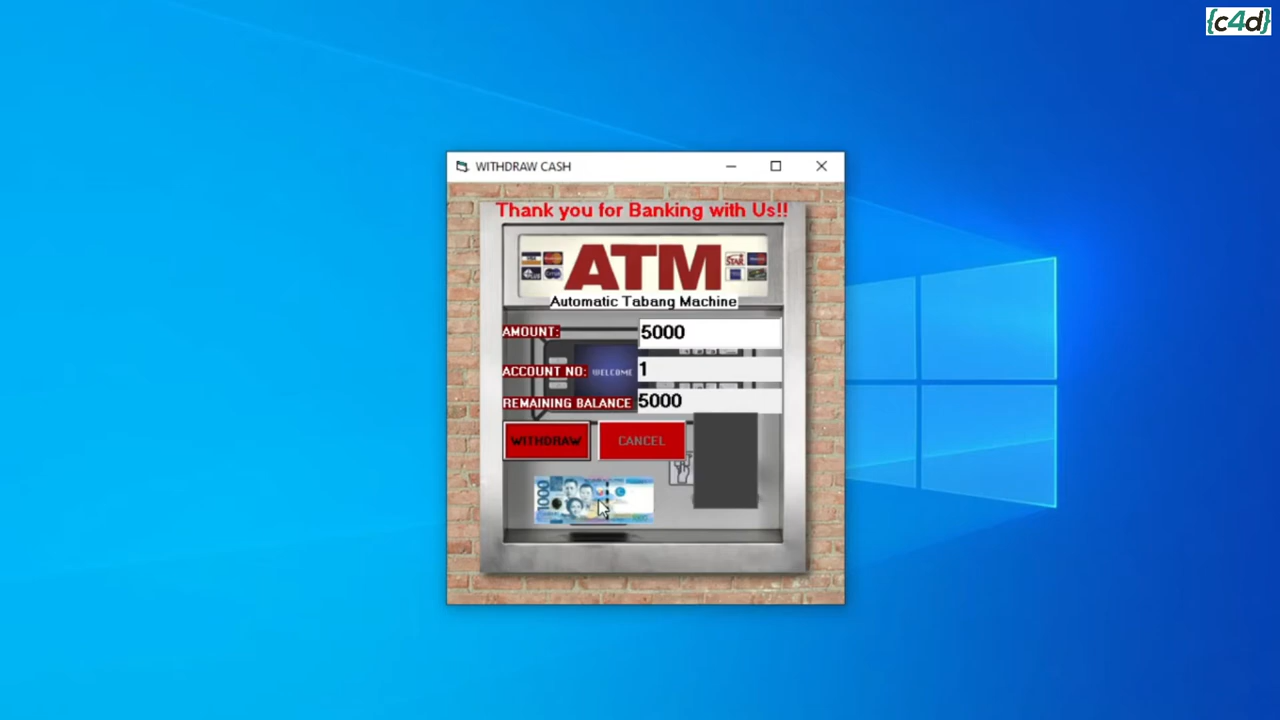 {c4d}
WITHDRAW CASH
Thank you for Banking with Us!!
ATM
STAR
Automatic Tabang Machine
AMOUNT: 5000
ACCOUNT NO: WELCOME 1
REMAINING BALANCE 5000
WITHDRAW CANCEL
1000